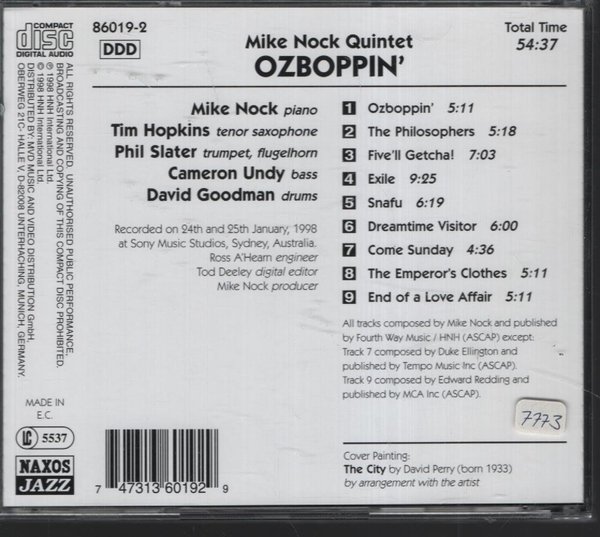 COMPACT
disc
DIGITAL AUDIO
86019-2
DDD
Mike Nock Quintet
OZBOPPIN'
Total Time
54:37
ALL RIGHTS RESERVED. UNAUTHORISED PUBLIC PERFORMANCE,
BROADCASTING AND COPYING OF THIS COMPACT DISC PROHIBITED.
℗ 1998 HNH International Ltd.
© 1998 HNH International Ltd.
DISTRIBUTED BY: MVD MUSIC AND VIDEO DISTRIBUTION GmbH,
OBERWEG 21C- HALLE V, D-82008 UNTERHACHING, MUNICH, GERMANY.
Mike Nock piano
Tim Hopkins tenor saxophone
Phil Slater trumpet, flugelhorn
Cameron Undy bass
David Goodman drums
Recorded on 24th and 25th January, 1998
at Sony Music Studios, Sydney, Australia.
Ross A'Hearn engineer
Tod Deeley digital editor
Mike Nock producer
1 Ozboppin' 5:11
2 The Philosophers 5:18
3 Five'll Getcha! 7:03
4 Exile 9:25
5 Snafu 6:19
6 Dreamtime Visitor 6:00
7 Come Sunday 4:36
8 The Emperor's Clothes 5:11
9 End of a Love Affair 5:11
All tracks composed by Mike Nock and published
by Fourth Way Music / HNH (ASCAP) except:
Track 7 composed by Duke Ellington and
published by Tempo Music Inc (ASCAP).
Track 9 composed by Edward Redding and
published by MCA Inc (ASCAP).
7773
MADE IN
E.C.
LC 5537
NAXOS
JAZZ
7 47313 60192 9
Cover Painting:
The City by David Perry (born 1933)
by arrangement with the artist